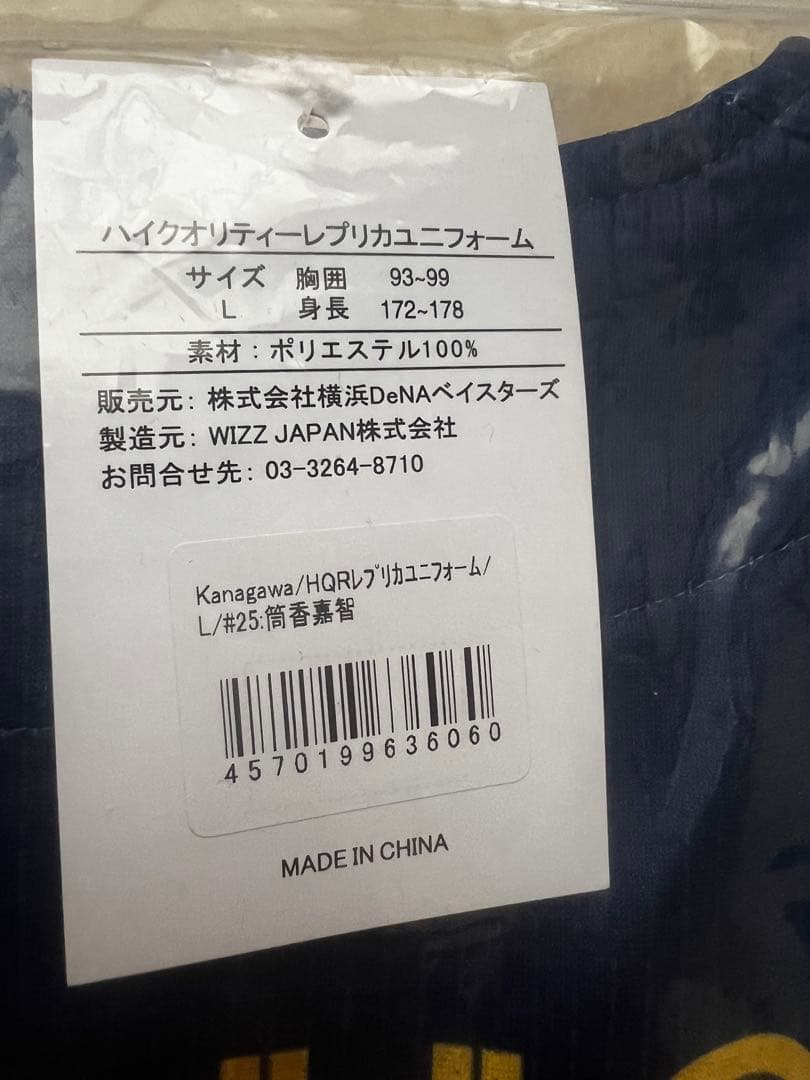 ハイクオリティーレプリカユニフォーム
サイズ 胸囲 93~99
L 身長 172~178
素材：ポリエステル100%
販売元：株式会社横浜DeNAベイスターズ
製造元：WIZZ JAPAN株式会社
お問合せ先：03-3264-8710
Kanagawa/HQRﾚﾌﾟﾘｶﾕﾆﾌｫｰﾑ/
L/#25:筒香嘉智
4570199636060
MADE IN CHINA